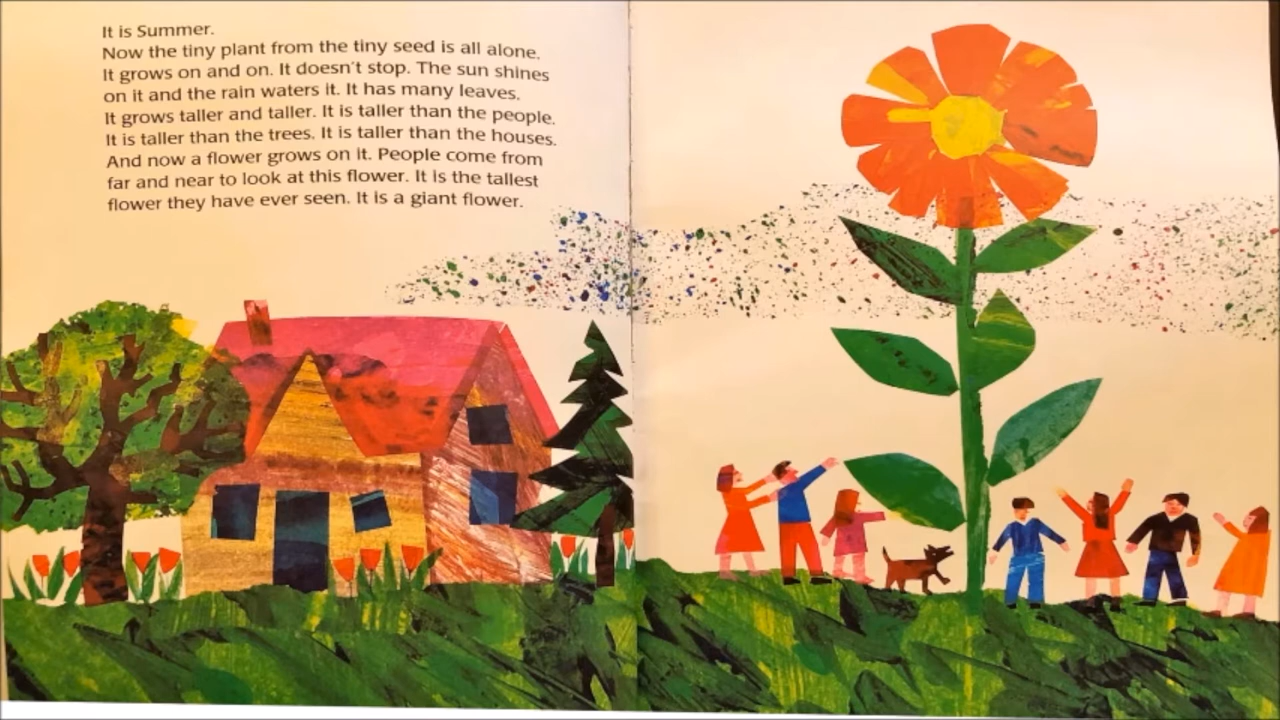 It is Summer.
Now the tiny plant from the tiny seed is all alone.
It grows on and on. It doesn't stop. The sun shines
on it and the rain waters it. It has many leaves.
It grows taller and taller. It is taller than the people.
It is taller than the trees. It is taller than the houses.
And now a flower grows on it. People come from
far and near to look at this flower. It is the tallest
flower they have ever seen. It is a giant flower.